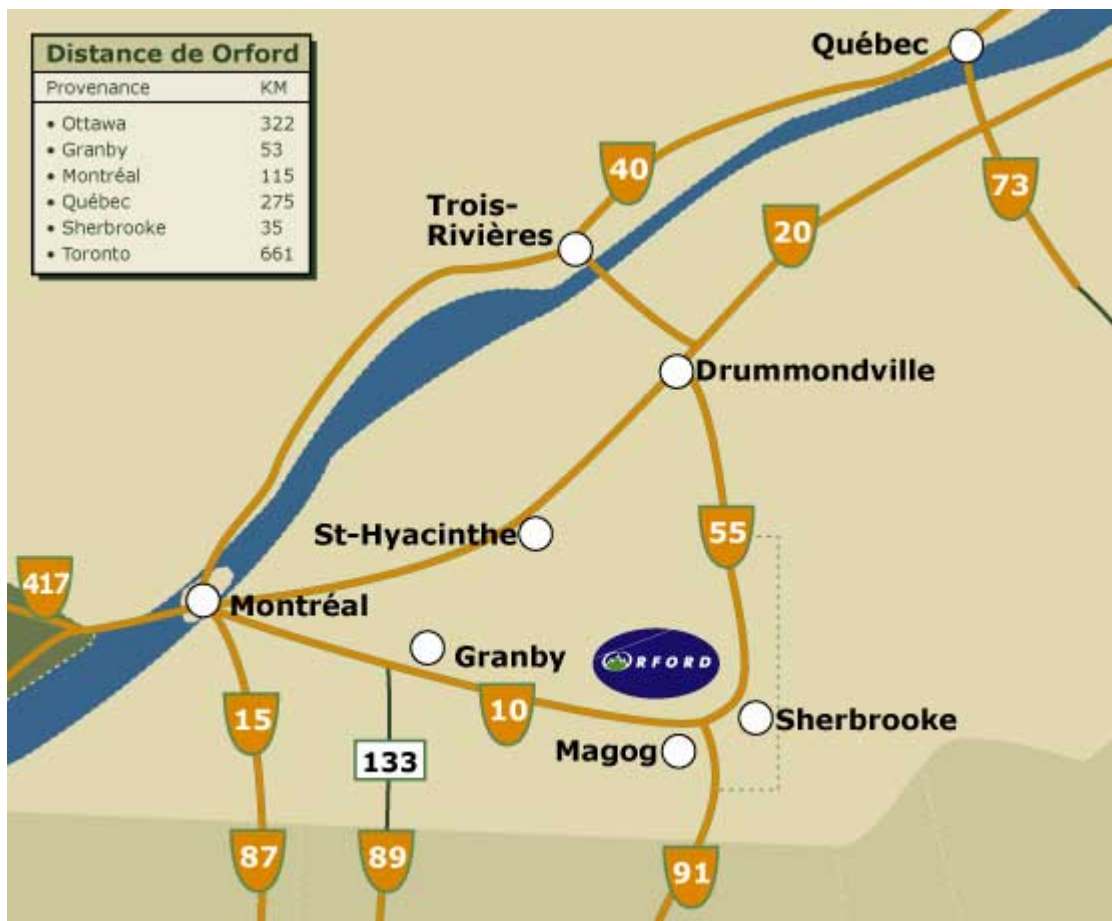 Distance de Orford
Provenance KM
• Ottawa 322
• Granby 53
• Montréal 115
• Québec 275
• Sherbrooke 35
• Toronto 661
Québec
40
73
Trois-
Rivières
20
Drummondville
St-Hyacinthe
55
417
Montréal
Granby
ORFORD
15
10
Sherbrooke
133
Magog
87
89
91